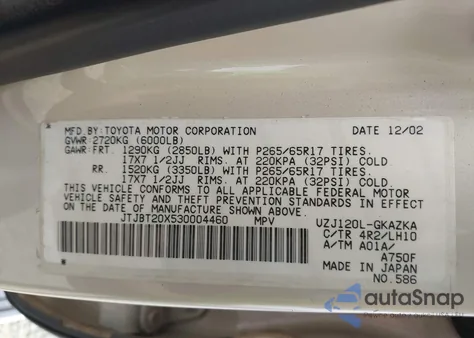 MFD.BY:TOYOTA MOTOR CORPORATION DATE 12/02
GVWR 2720KG (6000LB)
GAWR:FRT. 1290KG (2850LB) WITH P265/65R17 TIRES.
17X7 1/2JJ RIMS. AT 220KPA (32PSI) COLD
RR. 1520KG (3350LB) WITH P265/65R17 TIRES.
17X7 1/2JJ RIMS. AT 220KPA (32PSI) COLD
THIS VEHICLE CONFORMS TO ALL APPLICABLE FEDERAL MOTOR
VEHICLE SAFETY AND THEFT PREVENTION STANDARDS IN EFFECT
ON THE DATE OF MANUFACTURE SHOWN ABOVE.
JTJBT20X530004460 MPV
UZJ120L-GKAZKA
C/TR 4R2/LH10
A/TM A01A/
A750F
MADE IN JAPAN
NO.586
autoSnap